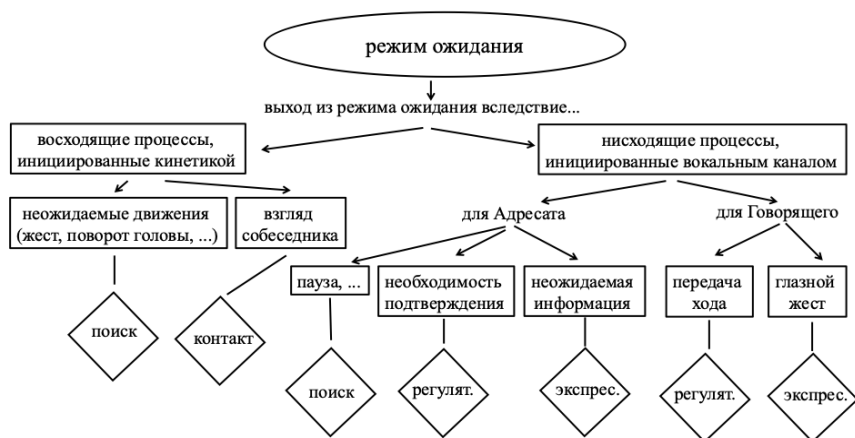 режим ожидания
выход из режима ожидания вследствие...
восходящие процессы,
инициированные кинетикой
нисходящие процессы,
инициированные вокальным каналом
неожидаемые движения
(жест, поворот головы, ...)
взгляд
собеседника
для Адресата
для Говорящего
пауза, ...
необходимость
подтверждения
неожидаемая
информация
передача
хода
глазной
жест
поиск
контакт
поиск
регулят.
экспрес.
регулят.
экспрес.